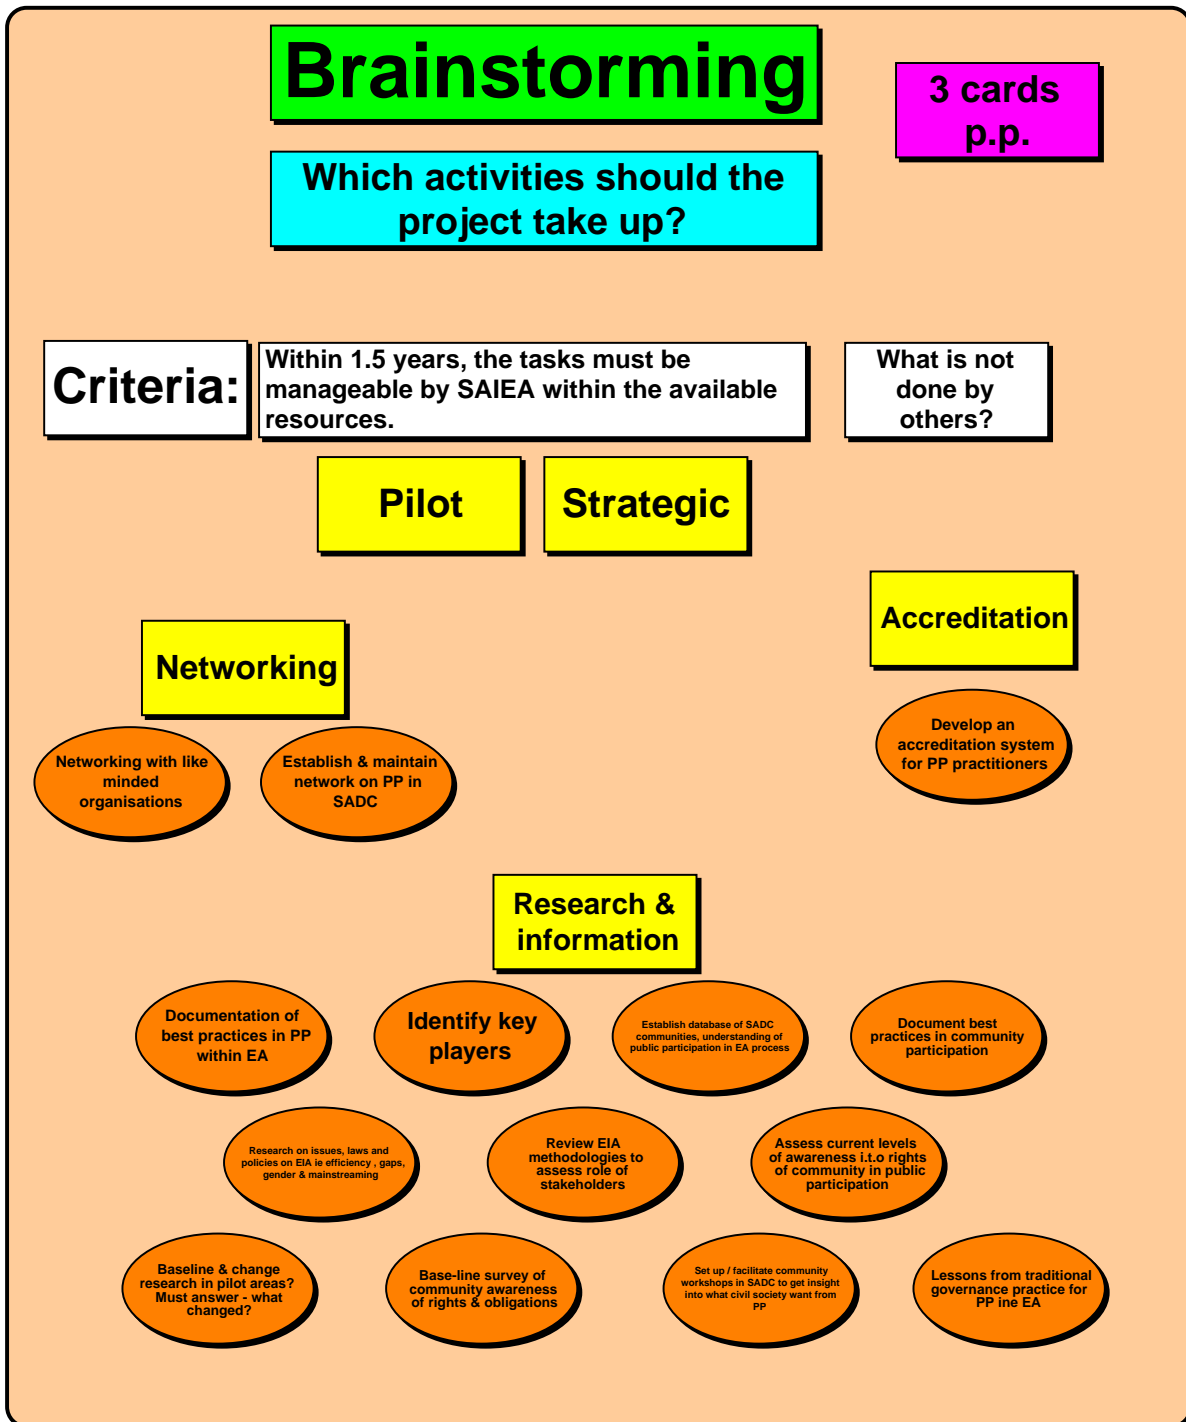 Brainstorming
3 cards
p.p.
Which activities should the
project take up?
Criteria:
Within 1.5 years, the tasks must be
manageable by SAIEA within the available
resources.
What is not
done by
others?
Pilot
Strategic
Accreditation
Networking
Develop an
accreditation system
for PP practitioners
Networking with like
minded
organisations
Establish & maintain
network on PP in
SADC
Research &
information
Documentation of
best practices in PP
within EA
Identify key
players
Establish database of SADC
communities, understanding of
public participation in EA process
Document best
practices in community
participation
Research on issues, laws and
policies on EIA ie efficiency , gaps,
gender & mainstreaming
Review EIA
methodologies to
assess role of
stakeholders
Assess current levels
of awareness i.t.o rights
of community in public
participation
Baseline & change
research in pilot areas?
Must answer - what
changed?
Base-line survey of
community awareness
of rights & obligations
Set up / facilitate community
workshops in SADC to get insight
into what civil society want from
PP
Lessons from traditional
governance practice for
PP ine EA